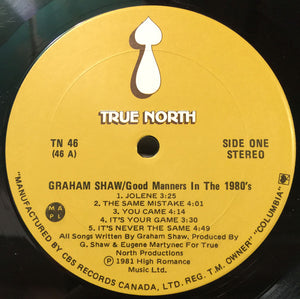 TRUE NORTH
TN 46
(46 A)
SIDE ONE
STEREO
GRAHAM SHAW/Good Manners In The 1980's
1. JOLENE 3:25
2. THE SAME MISTAKE 4:01
3. YOU CAME 4:14
4. IT'S YOUR GAME 3:30
5. IT'S NEVER THE SAME 4:49
All Songs Written By Graham Shaw, Produced By
G. Shaw & Eugene Martynec For True
North Productions
Ⓟ 1981 High Romance
Music Ltd.
M A
P L
"MANUFACTURED BY CBS RECORDS CANADA, LTD. REG. T.M. OWNER "COLUMBIA"